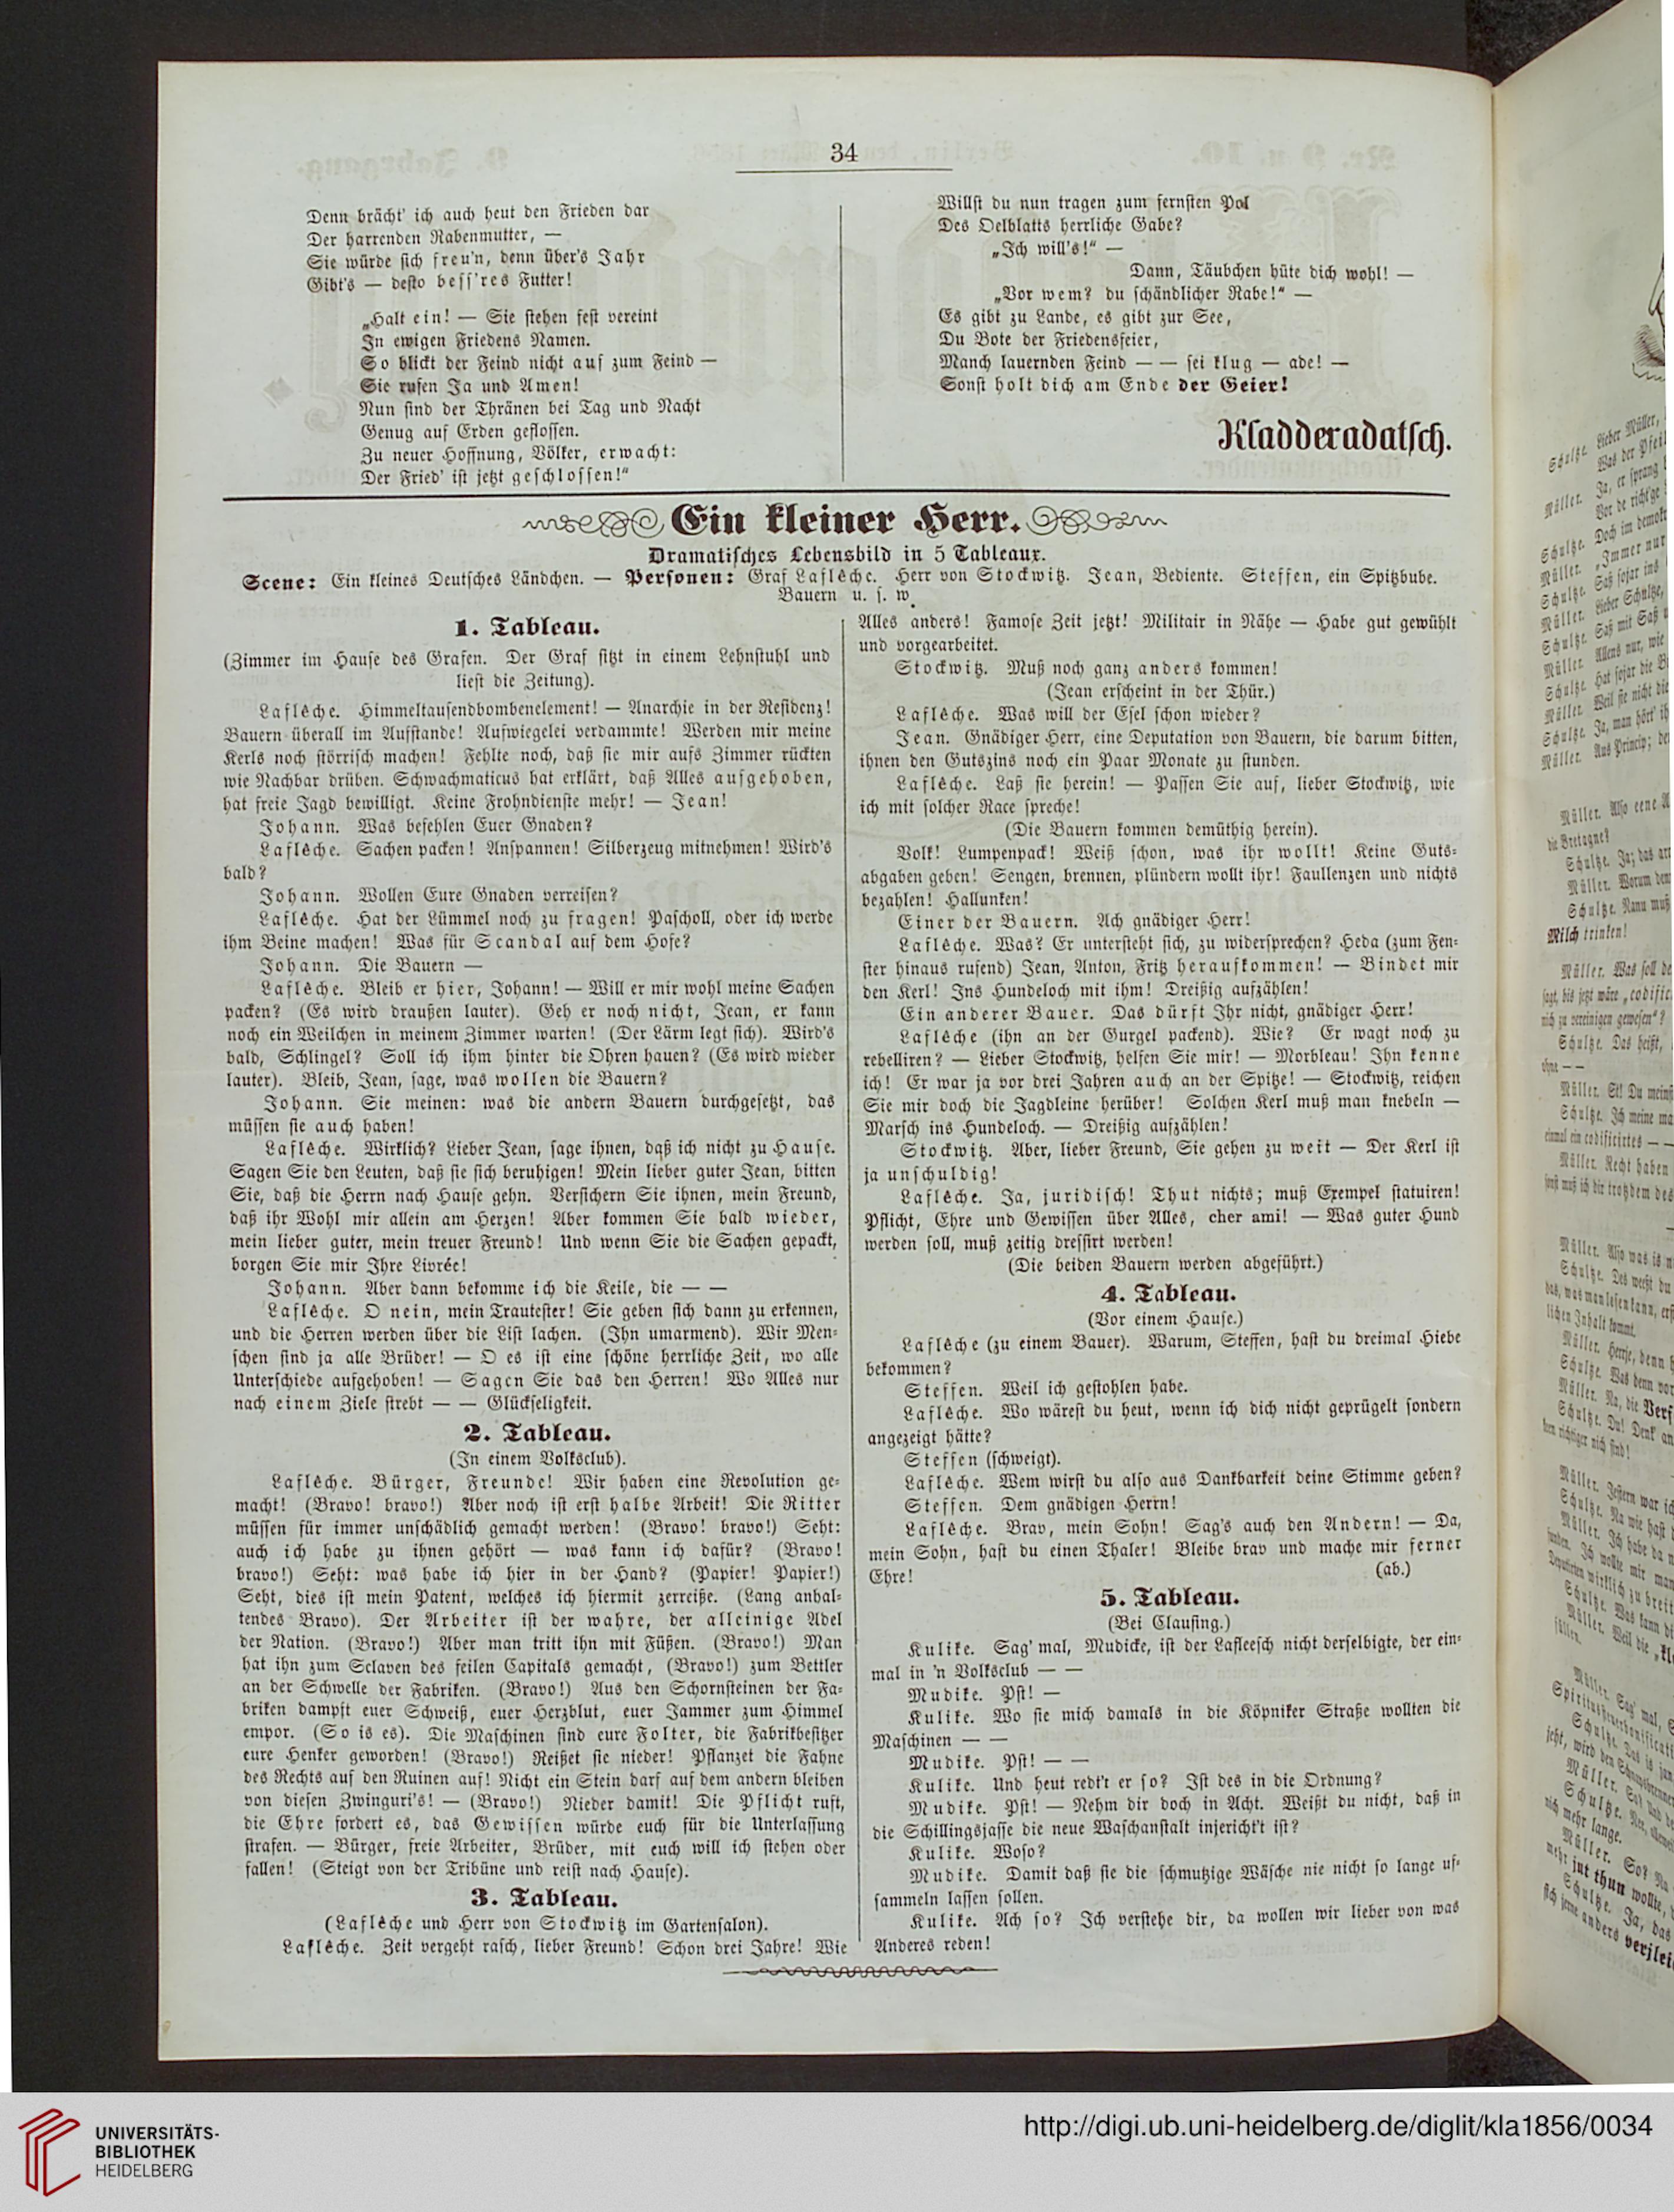 34
Denn brächt' ich auch heut den Frieden dar
Der harrenden Rabenmutter, —
Sie würde sich freu'n, denn über's Jahr
Gibt's — desto bess'res Futter!
„Halt ein! — Sie stehen fest vereint
In ewigen Friedens Namen.
So blickt der Feind nicht auf zum Feind —
Sie rufen Ja und Amen!
Nun sind der Thränen bei Tag und Nacht
Genug auf Erden geflossen.
Zu neuer Hoffnung, Völker, erwacht:
Der Fried' ist jetzt geschlossen!“
Willst du nun tragen zum fernsten Pol
Des Oelblatts herrliche Gabe?
„Ich will's!“ —
Dann, Täubchen hüte dich wohl! —
„Vor wem? du schändlicher Rabe!“ —
Es gibt zu Lande, es gibt zur See,
Du Bote der Friedensfeier,
Manch lauernden Feind — — sei klug — ade! —
Sonst holt dich am Ende der Geier!
Kladderadatsch.
Ein kleiner Herr.
Dramatisches Lebensbild in 5 Tableaux.
Scene: Ein kleines Deutsches Ländchen. — Personen: Graf Laflêche. Herr von Stockwitz. Jean, Bediente. Steffen, ein Spitzbube.
Bauern u. s. w.
1. Tableau.
(Zimmer im Hause des Grafen. Der Graf sitzt in einem Lehnstuhl und
liest die Zeitung).
Laflêche. Himmeltausendbombenelement! — Anarchie in der Residenz!
Bauern überall im Aufstande! Aufwiegelei verdammte! Werden mir meine
Kerls noch störrisch machen! Fehlte noch, daß sie mir aufs Zimmer rückten
wie Nachbar drüben. Schwachmaticus hat erklärt, daß Alles aufgehoben,
hat freie Jagd bewilligt. Keine Frohndienste mehr! — Jean!
Johann. Was befehlen Euer Gnaden?
Laflêche. Sachen packen! Anspannen! Silberzeug mitnehmen! Wird's
bald?
Johann. Wollen Eure Gnaden verreisen?
Laflêche. Hat der Lümmel noch zu fragen! Pascholl, oder ich werde
ihm Beine machen! Was für Scandal auf dem Hofe?
Johann. Die Bauern —
Laflêche. Bleib er hier, Johann! — Will er mir wohl meine Sachen
packen? (Es wird draußen lauter). Geh er noch nicht, Jean, er kann
noch ein Weilchen in meinem Zimmer warten! (Der Lärm legt sich). Wird's
bald, Schlingel? Soll ich ihm hinter die Ohren hauen? (Es wird wieder
lauter). Bleib, Jean, sage, was wollen die Bauern?
Johann. Sie meinen: was die andern Bauern durchgesetzt, das
müssen sie auch haben!
Laflêche. Wirklich? Lieber Jean, sage ihnen, daß ich nicht zu Hause.
Sagen Sie den Leuten, daß sie sich beruhigen! Mein lieber guter Jean, bitten
Sie, daß die Herrn nach Hause gehn. Versichern Sie ihnen, mein Freund,
daß ihr Wohl mir allein am Herzen! Aber kommen Sie bald wieder,
mein lieber guter, mein treuer Freund! Und wenn Sie die Sachen gepackt,
borgen Sie mir Ihre Livrée!
Johann. Aber dann bekomme ich die Keile, die — —
Laflêche. O nein, mein Trautester! Sie geben sich dann zu erkennen,
und die Herren werden über die List lachen. (Ihn umarmend). Wir Men-
schen sind ja alle Brüder! — O es ist eine schöne herrliche Zeit, wo alle
Unterschiede aufgehoben! — Sagen Sie das den Herren! Wo Alles nur
nach einem Ziele strebt — — Glückseligkeit.
2. Tableau.
(In einem Volksclub).
Laflêche. Bürger, Freunde! Wir haben eine Revolution ge-
macht! (Bravo! bravo!) Aber noch ist erst halbe Arbeit! Die Ritter
müssen für immer unschädlich gemacht werden! (Bravo! bravo!) Seht:
auch ich habe zu ihnen gehört — was kann ich dafür? (Bravo!
bravo!) Seht: was habe ich hier in der Hand? (Papier! Papier!)
Seht, dies ist mein Patent, welches ich hiermit zerreiße. (Lang anhal-
tendes Bravo). Der Arbeiter ist der wahre, der alleinige Adel
der Nation. (Bravo!) Aber man tritt ihn mit Füßen. (Bravo!) Man
hat ihn zum Sclaven des feilen Capitals gemacht, (Bravo!) zum Bettler
an der Schwelle der Fabriken. (Bravo!) Aus den Schornsteinen der Fa-
briken dampft euer Schweiß, euer Herzblut, euer Jammer zum Himmel
empor. (So is es). Die Maschinen sind eure Folter, die Fabrikbesitzer
eure Henker geworden! (Bravo!) Reißet sie nieder! Pflanzet die Fahne
des Rechts auf den Ruinen auf! Nicht ein Stein darf auf dem andern bleiben
von diesen Zwinguri's! — (Bravo!) Nieder damit! Die Pflicht ruft,
die Ehre fordert es, das Gewissen würde euch für die Unterlassung
strafen. — Bürger, freie Arbeiter, Brüder, mit euch will ich stehen oder
fallen! (Steigt von der Tribüne und reist nach Hause).
3. Tableau.
(Laflêche und Herr von Stockwitz im Gartensalon).
Laflêche. Zeit vergeht rasch, lieber Freund! Schon drei Jahre! Wie
Alles anders! Famose Zeit jetzt! Militair in Nähe — Habe gut gewühlt
und vorgearbeitet.
Stockwitz. Muß noch ganz anders kommen!
(Jean erscheint in der Thür.)
Laflêche. Was will der Esel schon wieder?
Jean. Gnädiger Herr, eine Deputation von Bauern, die darum bitten,
ihnen den Gutszins noch ein Paar Monate zu stunden.
Laflêche. Laß sie herein! — Passen Sie auf, lieber Stockwitz, wie
ich mit solcher Race spreche!
(Die Bauern kommen demüthig herein).
Volk! Lumpenpack! Weiß schon, was ihr wollt! Keine Guts-
abgaben geben! Sengen, brennen, plündern wollt ihr! Faullenzen und nichts
bezahlen! Hallunken!
Einer der Bauern. Ach gnädiger Herr!
Laflêche. Was? Er untersteht sich, zu widersprechen? Heda (zum Fen-
ster hinaus rufend) Jean, Anton, Fritz heraufkommen! — Bindet mir
den Kerl! Ins Hundeloch mit ihm! Dreißig aufzählen!
Ein anderer Bauer. Das dürft Ihr nicht, gnädiger Herr!
Laflêche (ihn an der Gurgel packend). Wie? Er wagt noch zu
rebelliren? — Lieber Stockwitz, helfen Sie mir! — Morbleau! Ihn kenne
ich! Er war ja vor drei Jahren auch an der Spitze! — Stockwitz, reichen
Sie mir doch die Jagdleine herüber! Solchen Kerl muß man knebeln —
Marsch ins Hundeloch. — Dreißig aufzählen!
Stockwitz. Aber, lieber Freund, Sie gehen zu weit — Der Kerl ist
ja unschuldig!
Laflêche. Ja, juridisch! Thut nichts; muß Exempel statuiren!
Pflicht, Ehre und Gewissen über Alles, cher ami! — Was guter Hund
werden soll, muß zeitig dressirt werden!
(Die beiden Bauern werden abgeführt.)
4. Tableau.
(Vor einem Hause.)
Laflêche (zu einem Bauer). Warum, Steffen, hast du dreimal Hiebe
bekommen?
Steffen. Weil ich gestohlen habe.
Laflêche. Wo wärest du heut, wenn ich dich nicht geprügelt sondern
angezeigt hätte?
Steffen (schweigt).
Laflêche. Wem wirst du also aus Dankbarkeit deine Stimme geben?
Steffen. Dem gnädigen Herrn!
Laflêche. Brav, mein Sohn! Sag's auch den Andern! — Da,
mein Sohn, hast du einen Thaler! Bleibe brav und mache mir ferner
Ehre! (ab.)
5. Tableau.
(Bei Clausing.)
Kulike. Sag' mal, Mudicke, ist der Lafleesch nicht derselbigte, der ein-
mal in 'n Volksclub — —
Mudike. Pst! —
Kulike. Wo sie mich damals in die Köpniker Straße wollten die
Maschinen — —
Mudike. Pst! — —
Kulike. Und heut redt't er so? Ist des in die Ordnung?
Mudike. Pst! — Nehm dir doch in Acht. Weißt du nicht, daß in
die Schillingsjasse die neue Waschanstalt injericht't ist?
Kulike. Woso?
Mudike. Damit daß sie die schmutzige Wäsche nie nicht so lange uf-
sammeln lassen sollen.
Kulike. Ach so? Ich verstehe dir, da wollen wir lieber von was
Anderes reden!
UNIVERSITÄTS-
BIBLIOTHEK
HEIDELBERG
http://digi.ub.uni-heidelberg.de/diglit/kla1856/0034